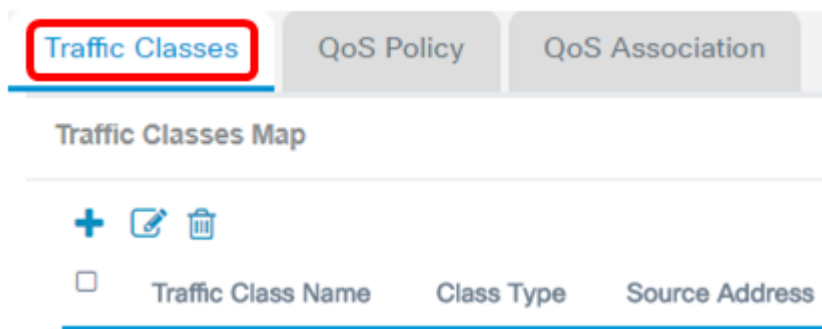 Traffic Classes QoS Policy QoS Association
Traffic Classes Map
Traffic Class Name Class Type Source Address